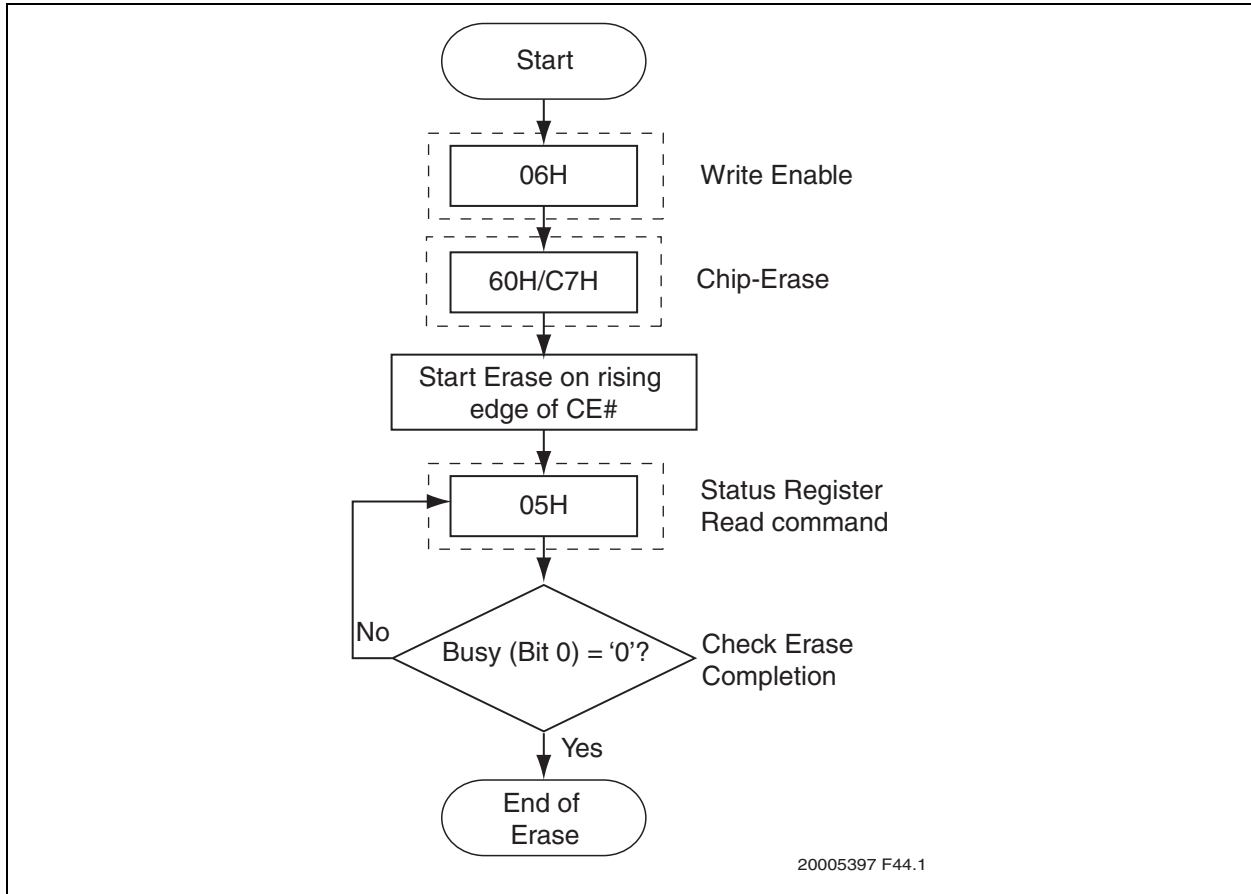 Start
06H
Write Enable
60H/C7H
Chip-Erase
Start Erase on rising
edge of CE#
05H
Status Register
Read command
No
Busy (Bit 0) = ‘0’?
Check Erase
Completion
Yes
End of
Erase
20005397 F44.1